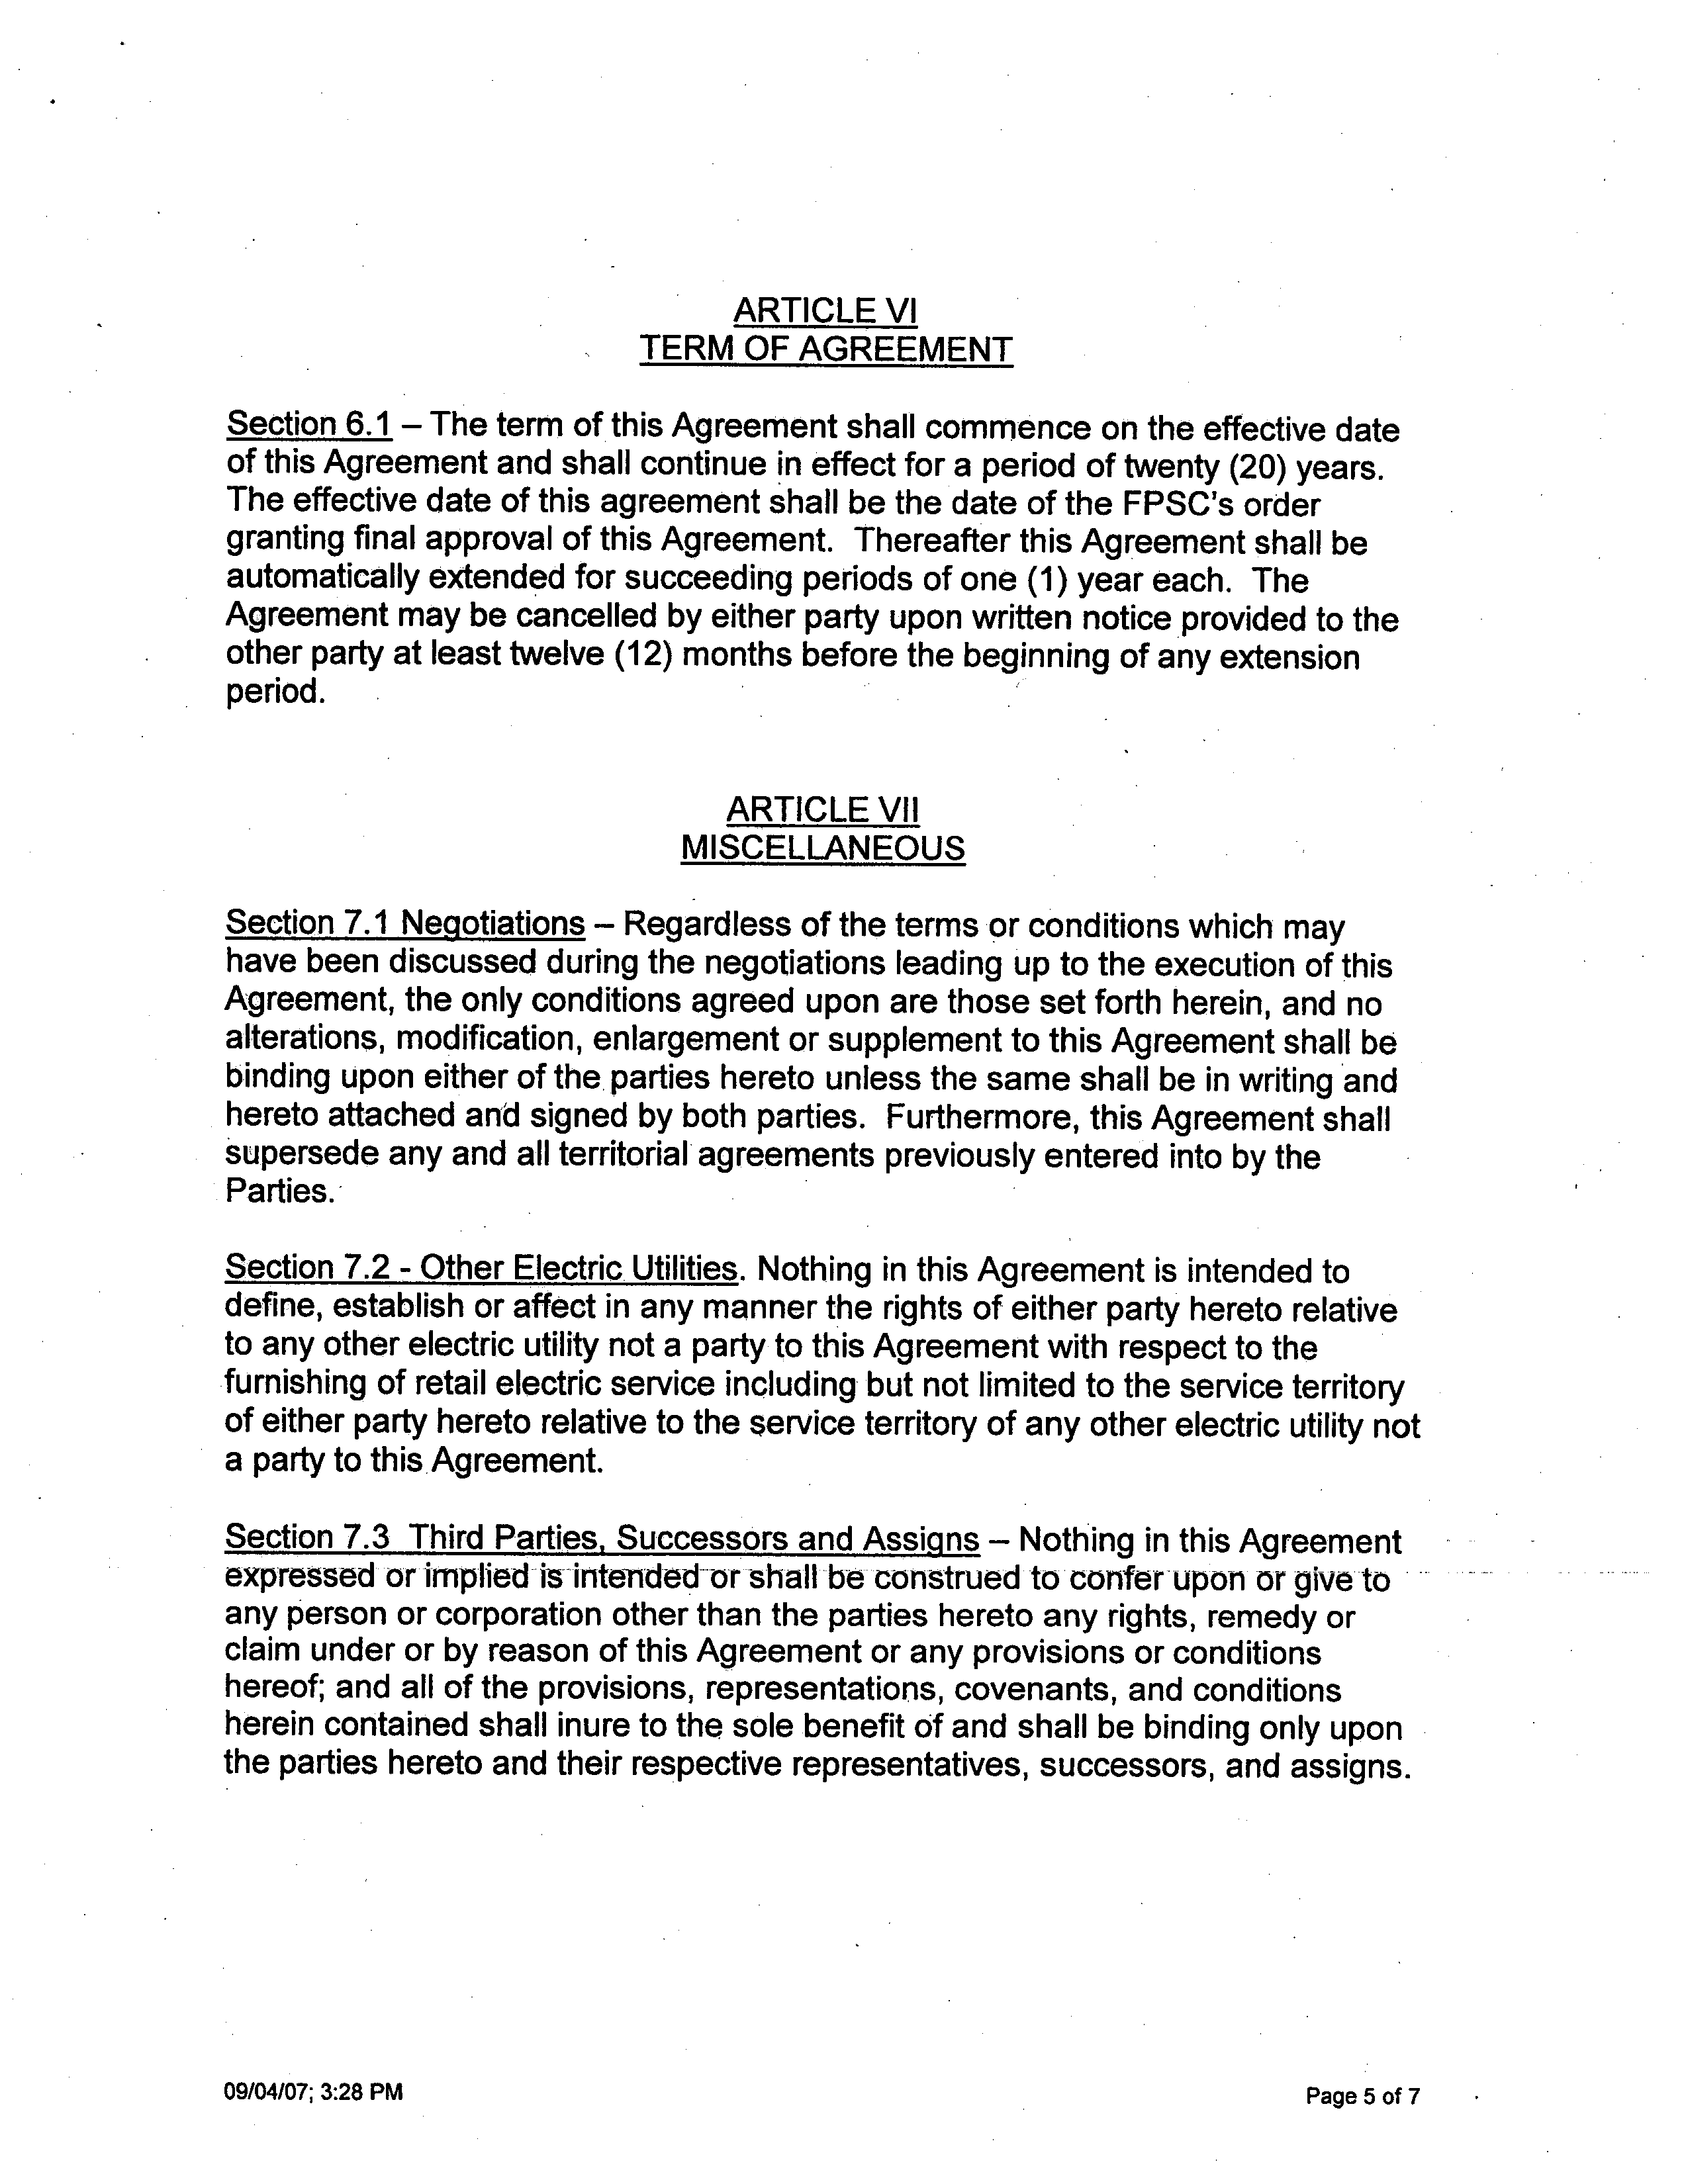 ARTICLE VI
TERM OF AGREEMENT
Section 6.1 – The term of this Agreement shall commence on the effective date
of this Agreement and shall continue in effect for a period of twenty (20) years.
The effective date of this agreement shall be the date of the FPSC's order
granting final approval of this Agreement. Thereafter this Agreement shall be
automatically extended for succeeding periods of one (1) year each. The
Agreement may be cancelled by either party upon written notice provided to the
other party at least twelve (12) months before the beginning of any extension
period.
ARTICLE VII
MISCELLANEOUS
Section 7.1 Negotiations – Regardless of the terms or conditions which may
have been discussed during the negotiations leading up to the execution of this
Agreement, the only conditions agreed upon are those set forth herein, and no
alterations, modification, enlargement or supplement to this Agreement shall be
binding upon either of the parties hereto unless the same shall be in writing and
hereto attached and signed by both parties. Furthermore, this Agreement shall
supersede any and all territorial agreements previously entered into by the
Parties.
Section 7.2 - Other Electric Utilities. Nothing in this Agreement is intended to
define, establish or affect in any manner the rights of either party hereto relative
to any other electric utility not a party to this Agreement with respect to the
furnishing of retail electric service including but not limited to the service territory
of either party hereto relative to the service territory of any other electric utility not
a party to this Agreement.
Section 7.3 Third Parties, Successors and Assigns – Nothing in this Agreement
expressed or implied is intended or shall be construed to confer upon or give to
any person or corporation other than the parties hereto any rights, remedy or
claim under or by reason of this Agreement or any provisions or conditions
hereof; and all of the provisions, representations, covenants, and conditions
herein contained shall inure to the sole benefit of and shall be binding only upon
the parties hereto and their respective representatives, successors, and assigns.
09/04/07; 3:28 PM
Page 5 of 7